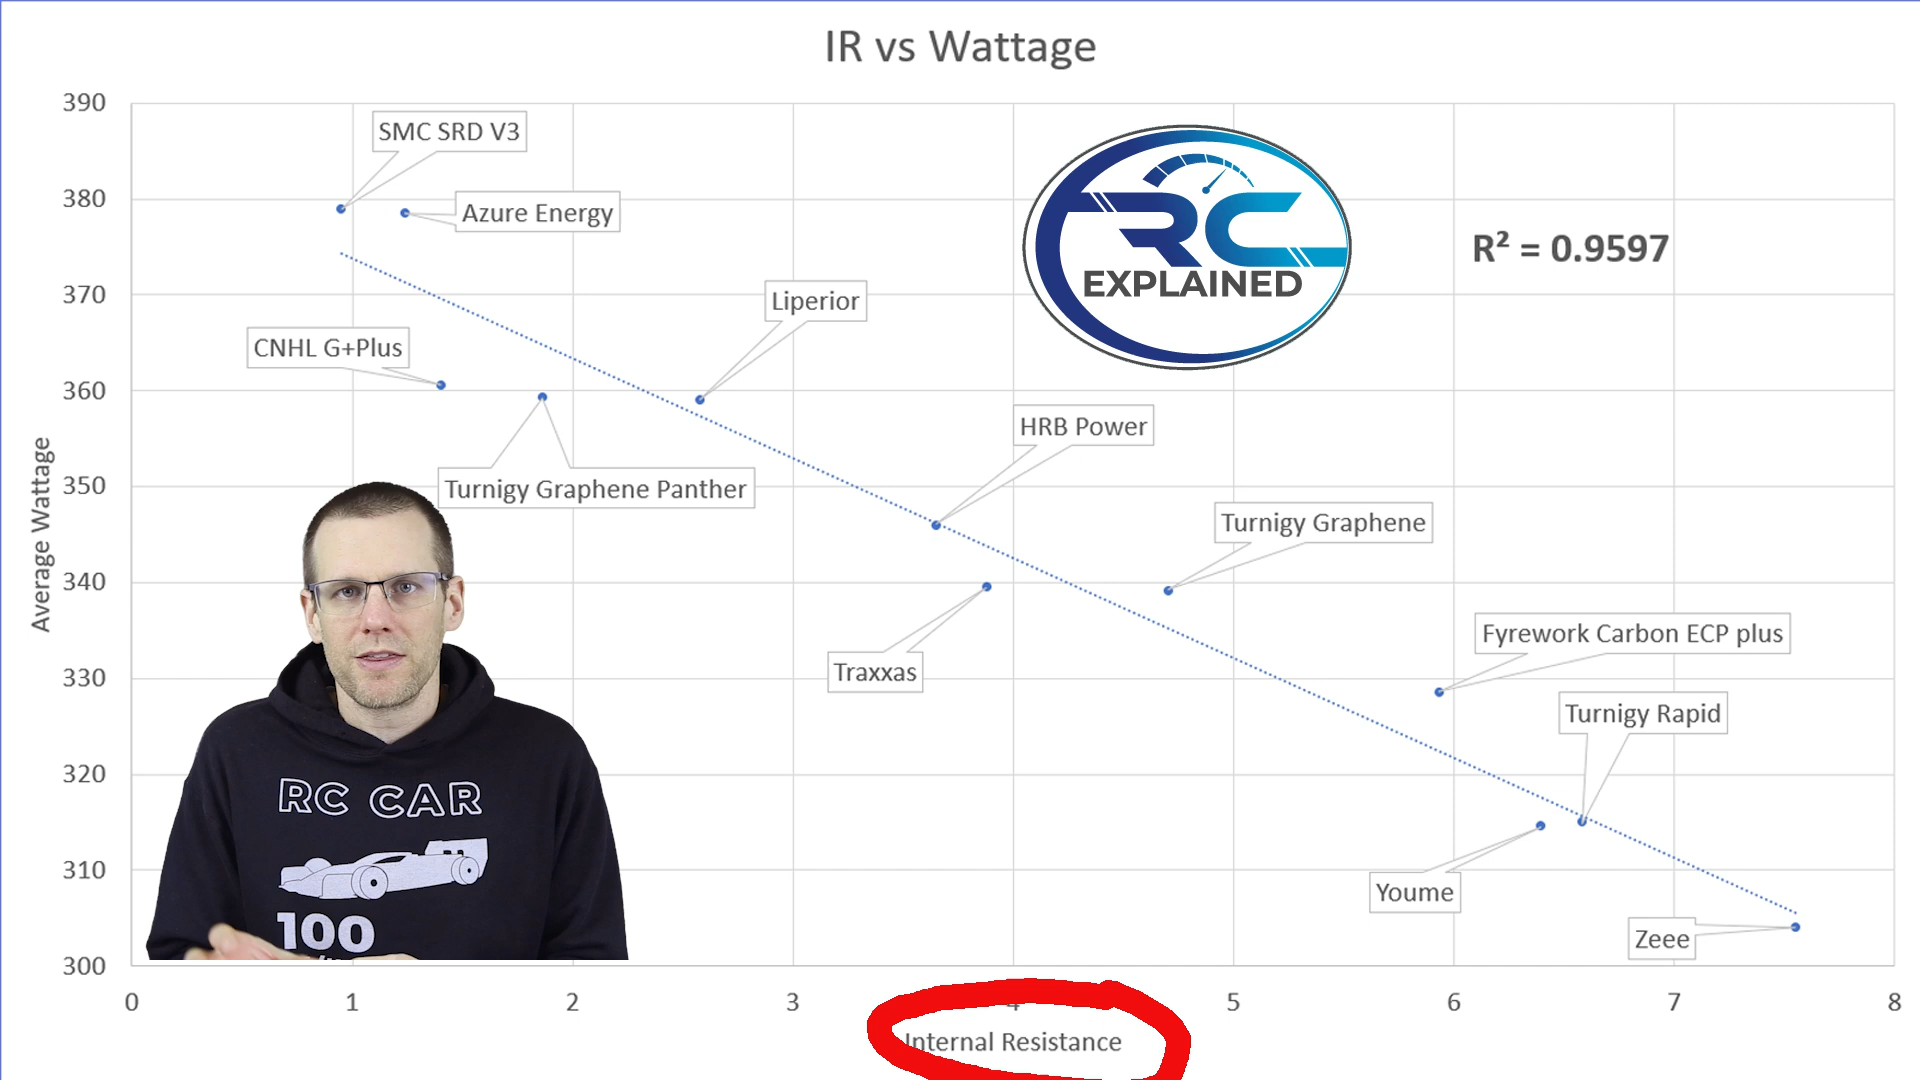 IR vs Wattage
390
380
370
360
350
340
330
320
310
300
Average Wattage
SMC SRD V3
Azure Energy
CNHL G+Plus
Turnigy Graphene Panther
Liperior
HRB Power
Traxxas
Turnigy Graphene
Fyrework Carbon ECP plus
Turnigy Rapid
Youme
Zeee
RC
EXPLAINED
R² = 0.9597
RC CAR
100
0
1
2
3
4
5
6
7
8
Internal Resistance